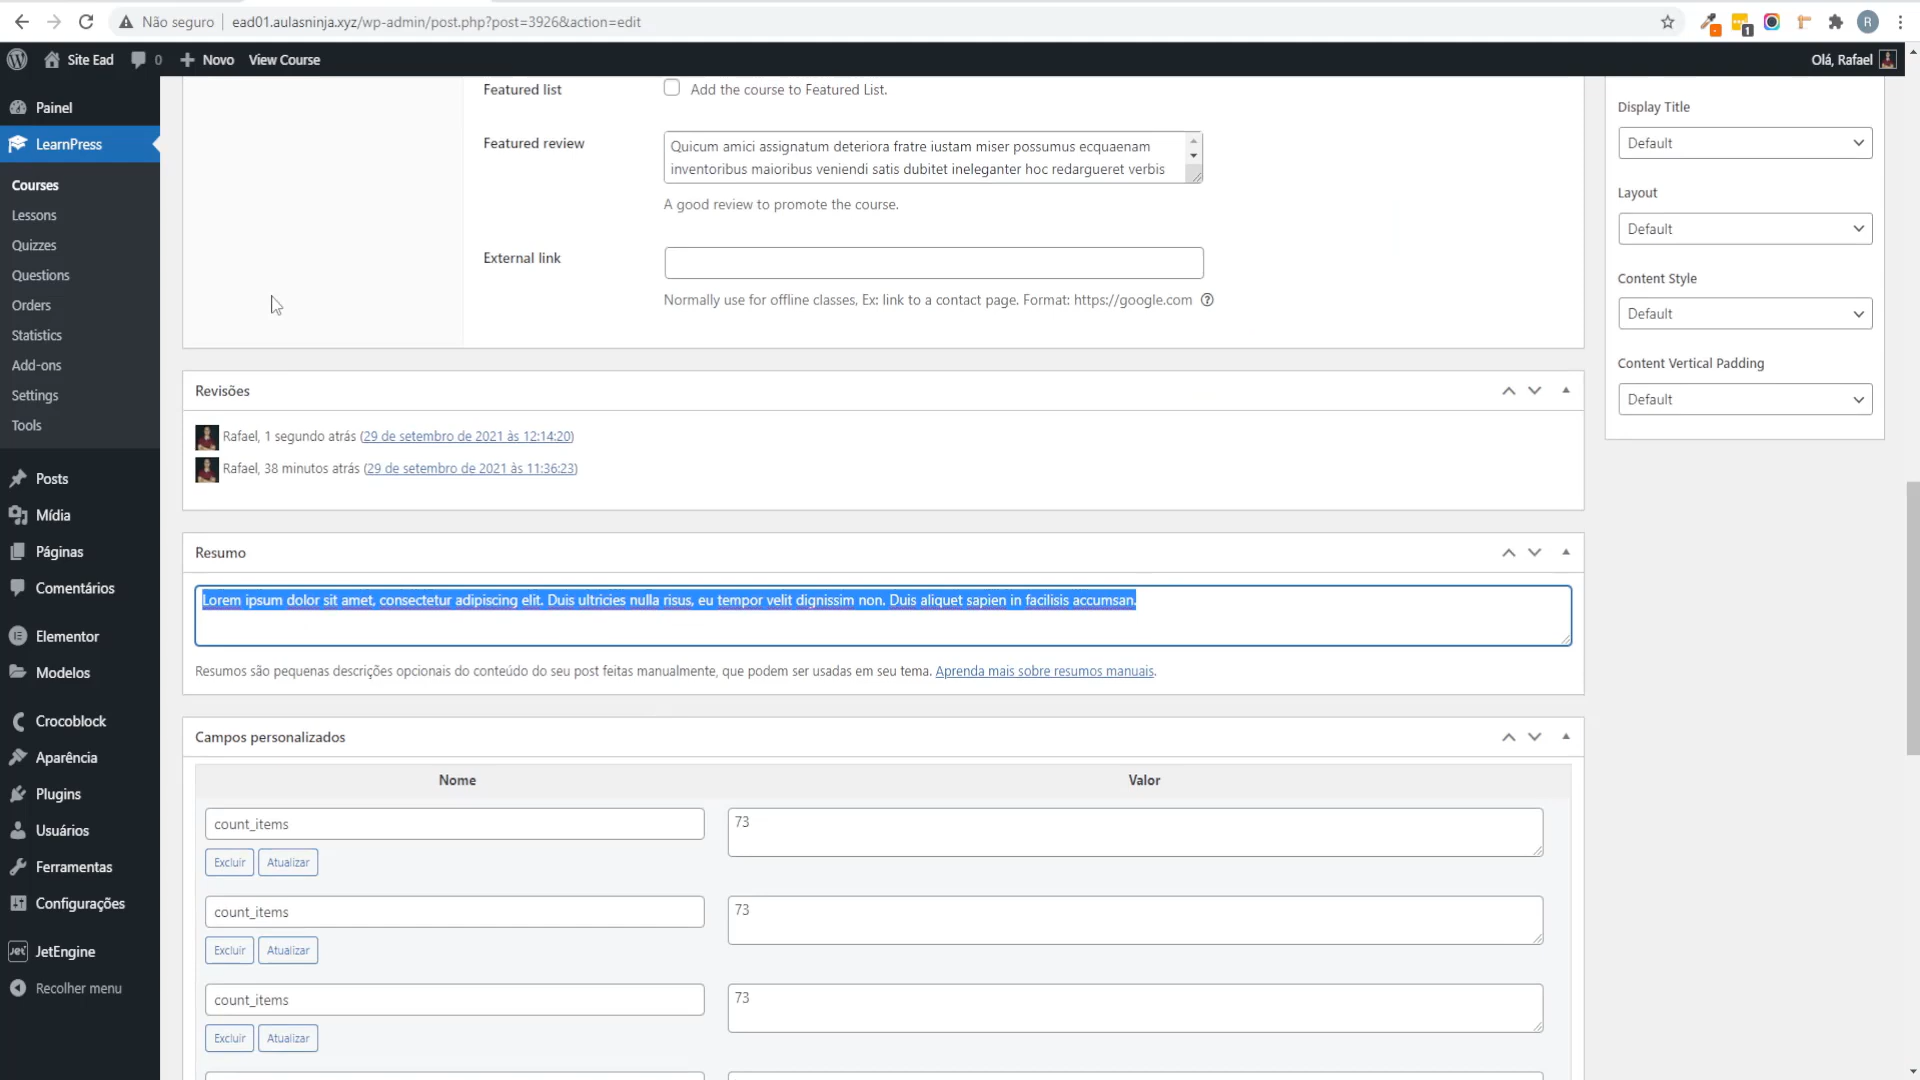 Não seguro
ead01.aulasninja.xyz/wp-admin/post.php?post=3926&action=edit
1
R
Site Ead
0
Novo
View Course
Olá, Rafael
Painel
LearnPress
Courses
Lessons
Quizzes
Questions
Orders
Statistics
Add-ons
Settings
Tools
Posts
Mídia
Páginas
Comentários
Elementor
Modelos
Crocoblock
Aparência
Plugins
Usuários
Ferramentas
Configurações
JetEngine
Recolher menu
Featured list
Add the course to Featured List.
Featured review
Quicum amici assignatum deteriora fratre iustam miser possumus ecquaenam
inventoribus maioribus veniendi satis dubitet ineleganter hoc redargueret verbis
A good review to promote the course.
External link
Normally use for offline classes, Ex: link to a contact page. Format: https://google.com
Revisões
Rafael, 1 segundo atrás (29 de setembro de 2021 às 12:14:20)
Rafael, 38 minutos atrás (29 de setembro de 2021 às 11:36:23)
Resumo
Lorem ipsum dolor sit amet, consectetur adipiscing elit. Duis ultricies nulla risus, eu tempor velit dignissim non. Duis aliquet sapien in facilisis accumsan.
Resumos são pequenas descrições opcionais do conteúdo do seu post feitas manualmente, que podem ser usadas em seu tema. Aprenda mais sobre resumos manuais.
Campos personalizados
Nome
Valor
count_items
73
Excluir
Atualizar
count_items
73
Excluir
Atualizar
count_items
73
Excluir
Atualizar
Display Title
Default
Layout
Default
Content Style
Default
Content Vertical Padding
Default